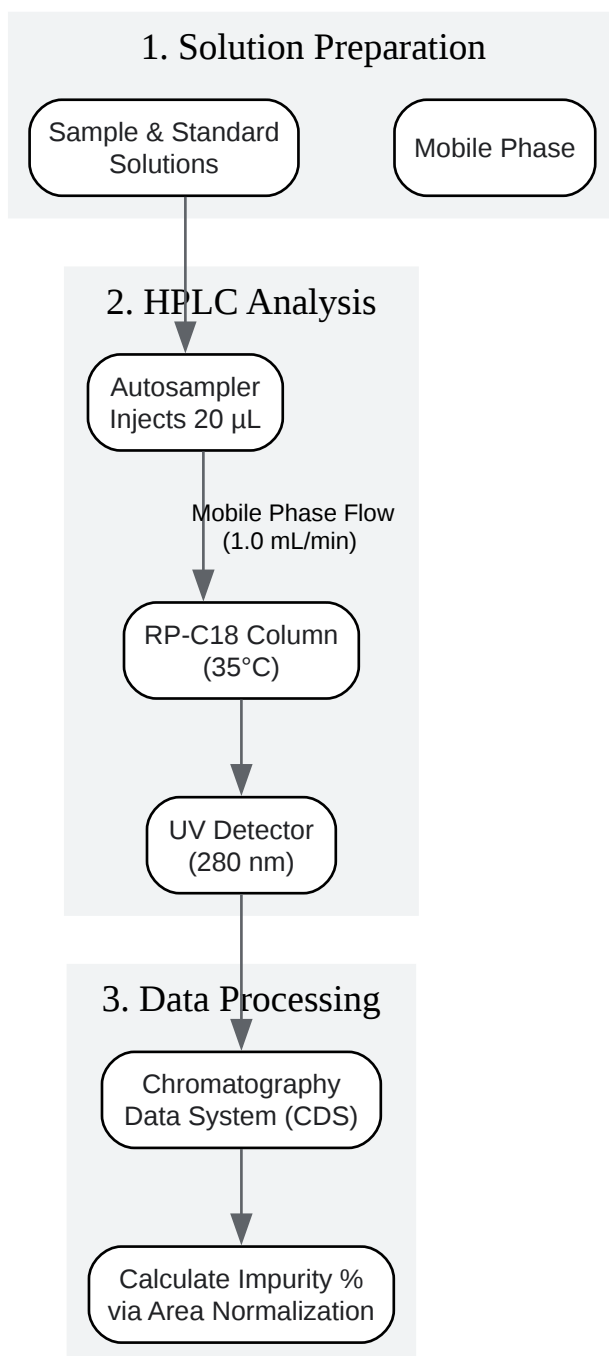 1. Solution Preparation
Sample & Standard
Solutions
Mobile Phase
2. HPLC Analysis
Autosampler
Injects 20 µL
Mobile Phase Flow
(1.0 mL/min)
RP-C18 Column
(35°C)
UV Detector
(280 nm)
3. Data Processing
Chromatography
Data System (CDS)
Calculate Impurity %
via Area Normalization